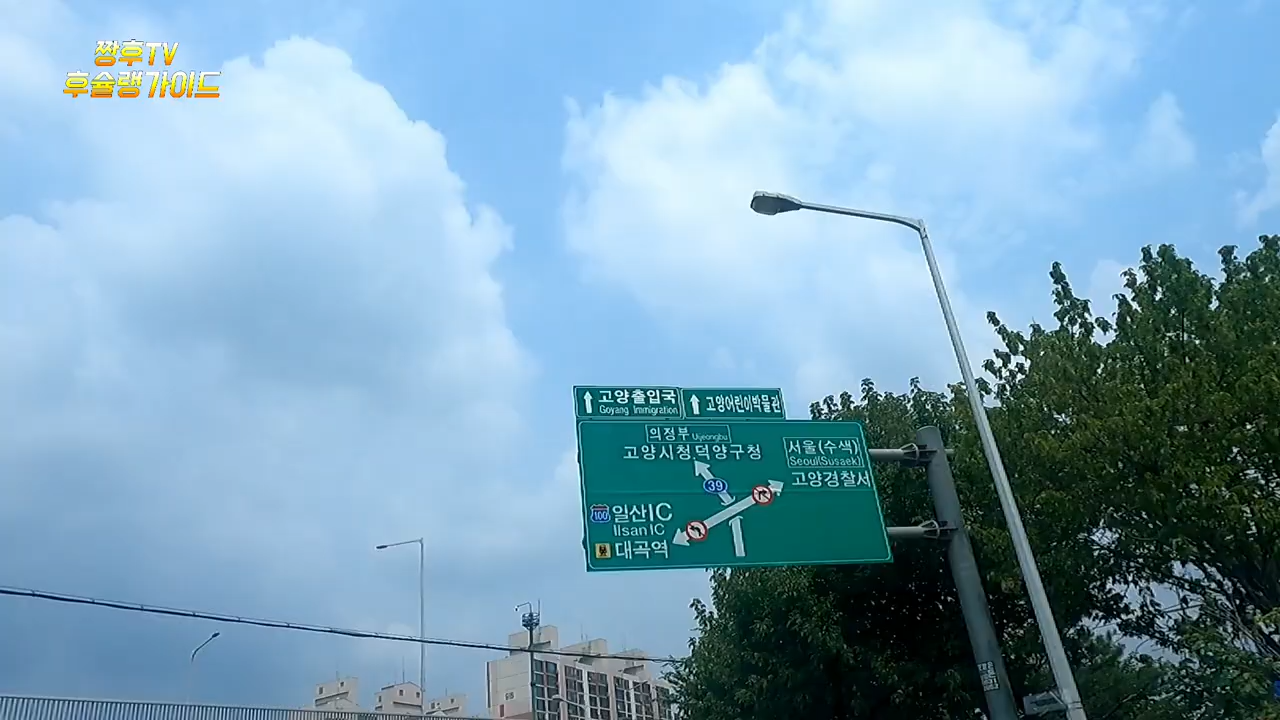 짱후TV
후슐랭 가이드
고양출입국
Goyang Immigration
고양어린이박물관
의정부 Uijeongbu
고양시청 덕양구청
서울(수색)
Seoul(Susaek)
고양경찰서
39
100 일산IC
Ilsan IC
대곡역